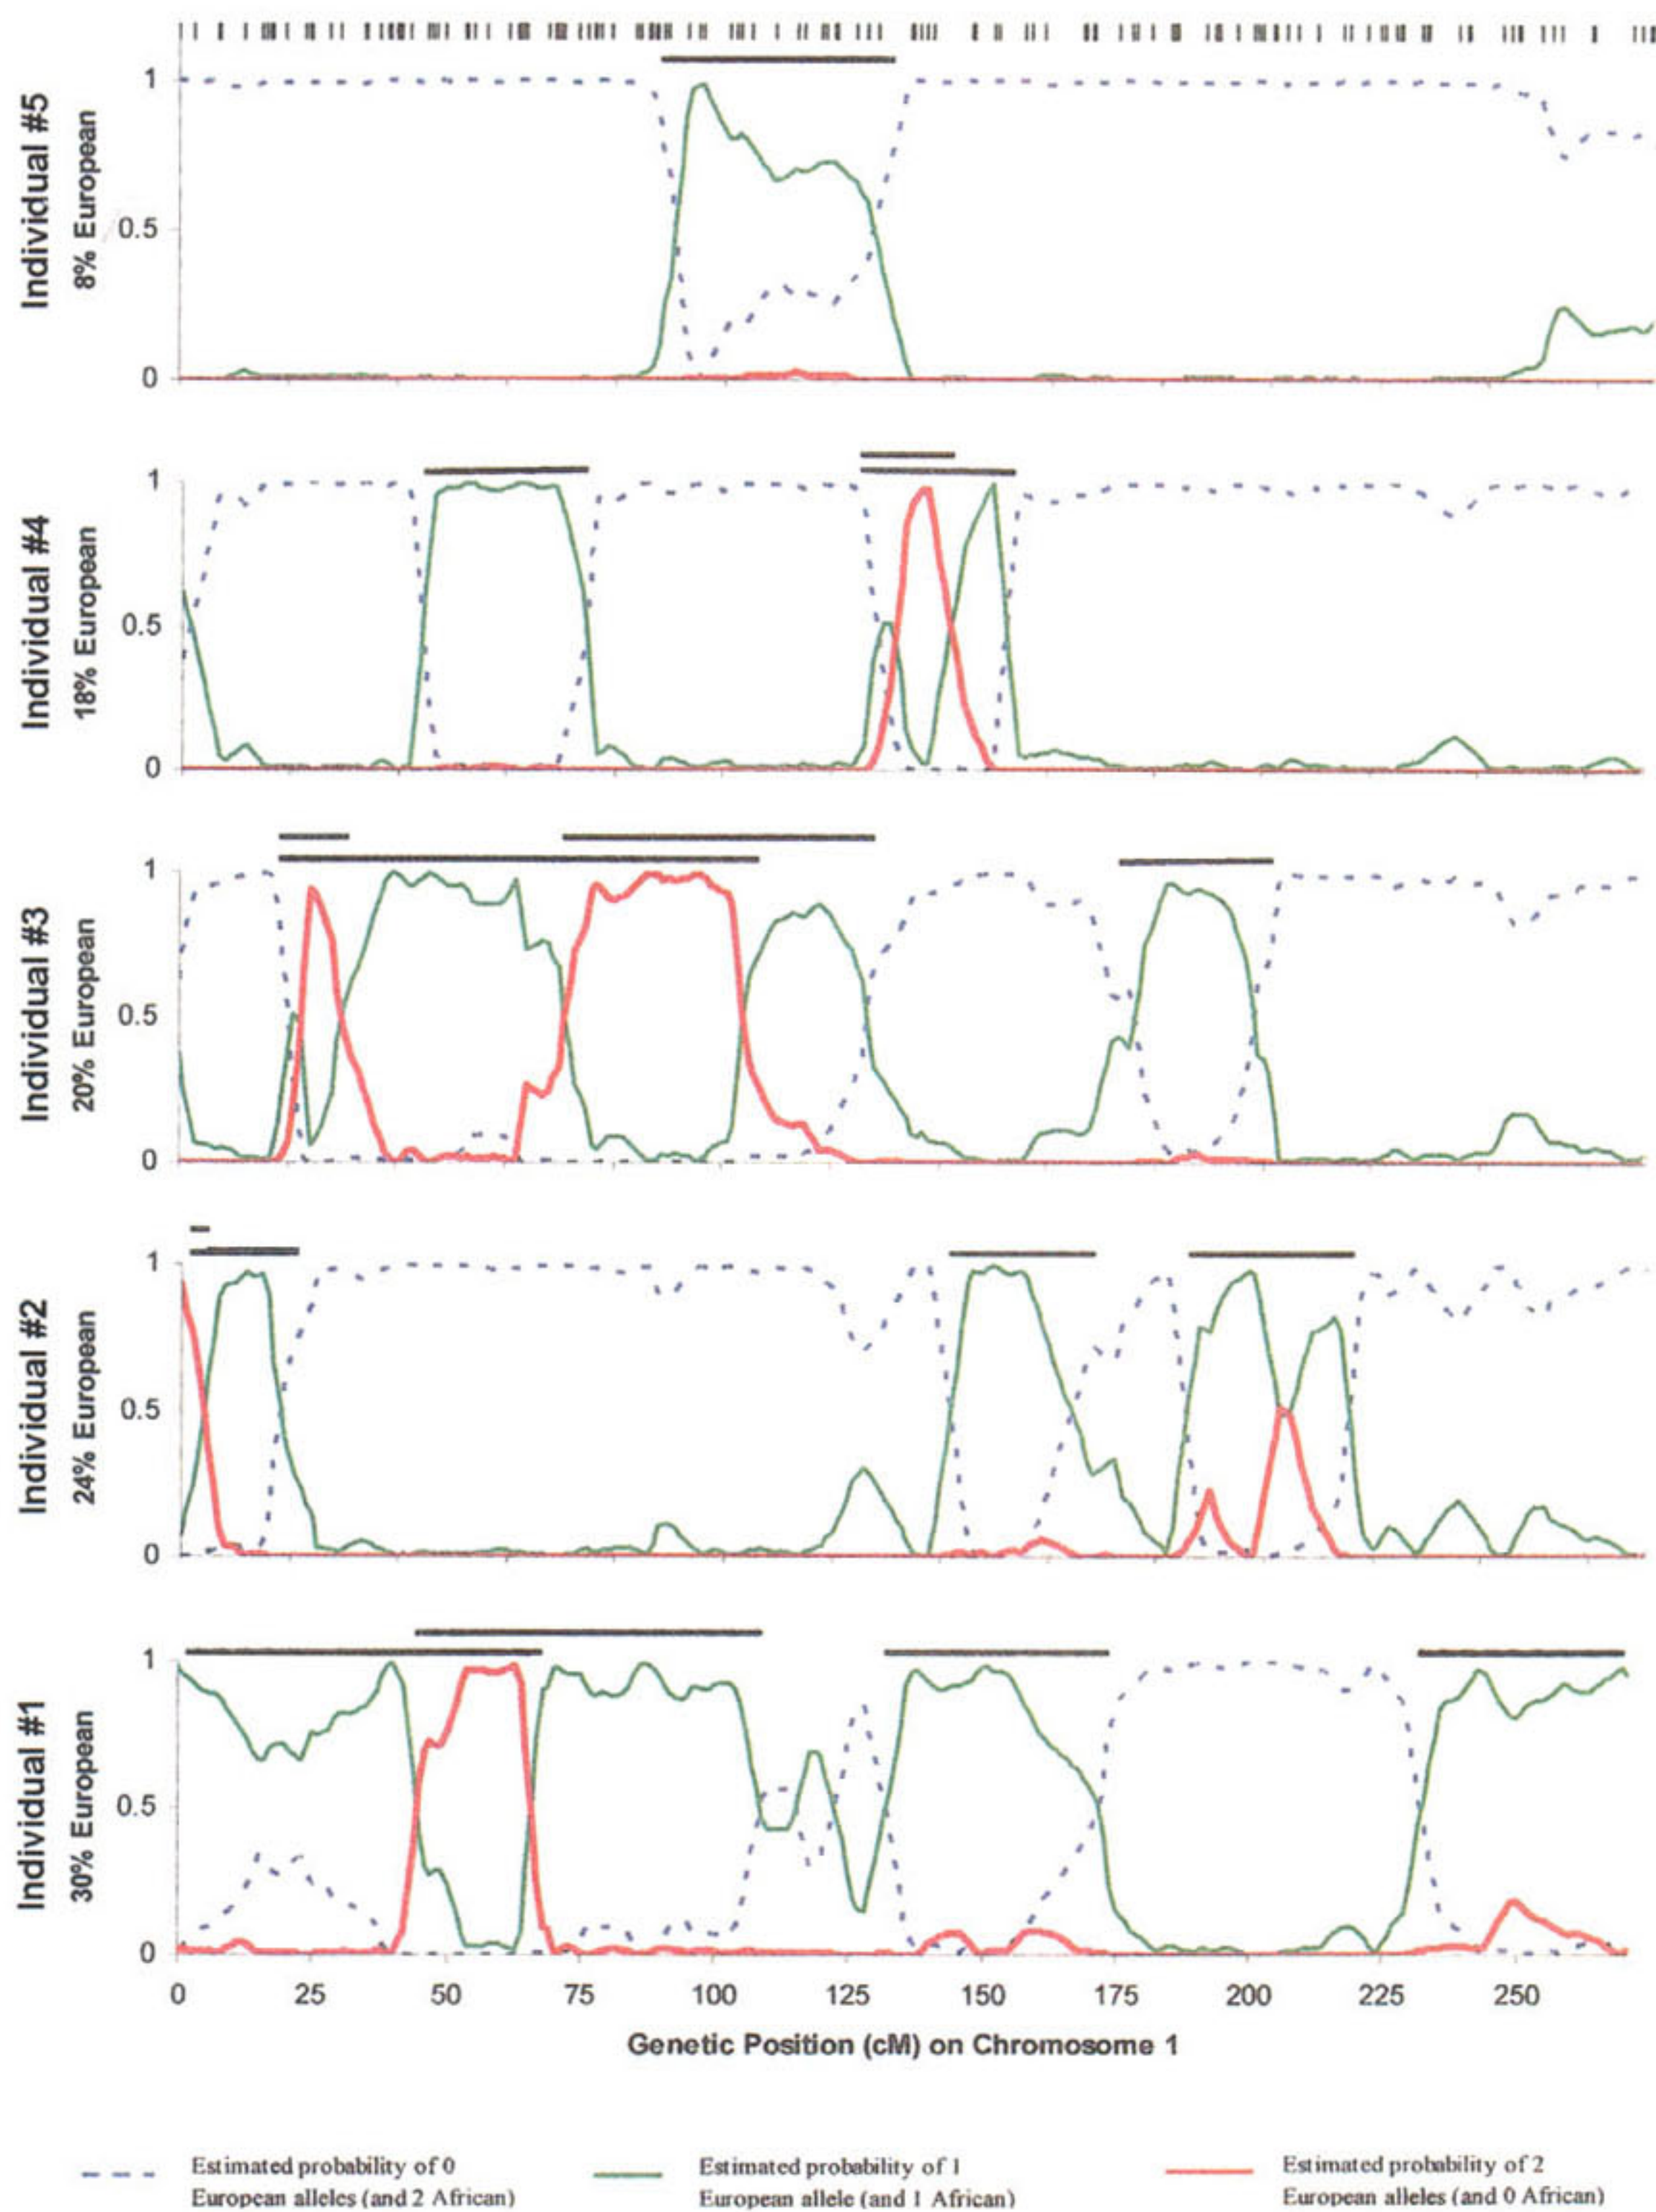 Individual #5
8% European
1
0.5
0
Individual #4
18% European
1
0.5
0
Individual #3
20% European
1
0.5
0
Individual #2
24% European
1
0.5
0
Individual #1
30% European
1
0.5
0
0 25 50 75 100 125 150 175 200 225 250
Genetic Position (cM) on Chromosome 1
Estimated probability of 0
European alleles (and 2 African)
Estimated probability of 1
European allele (and 1 African)
Estimated probability of 2
European alleles (and 0 African)